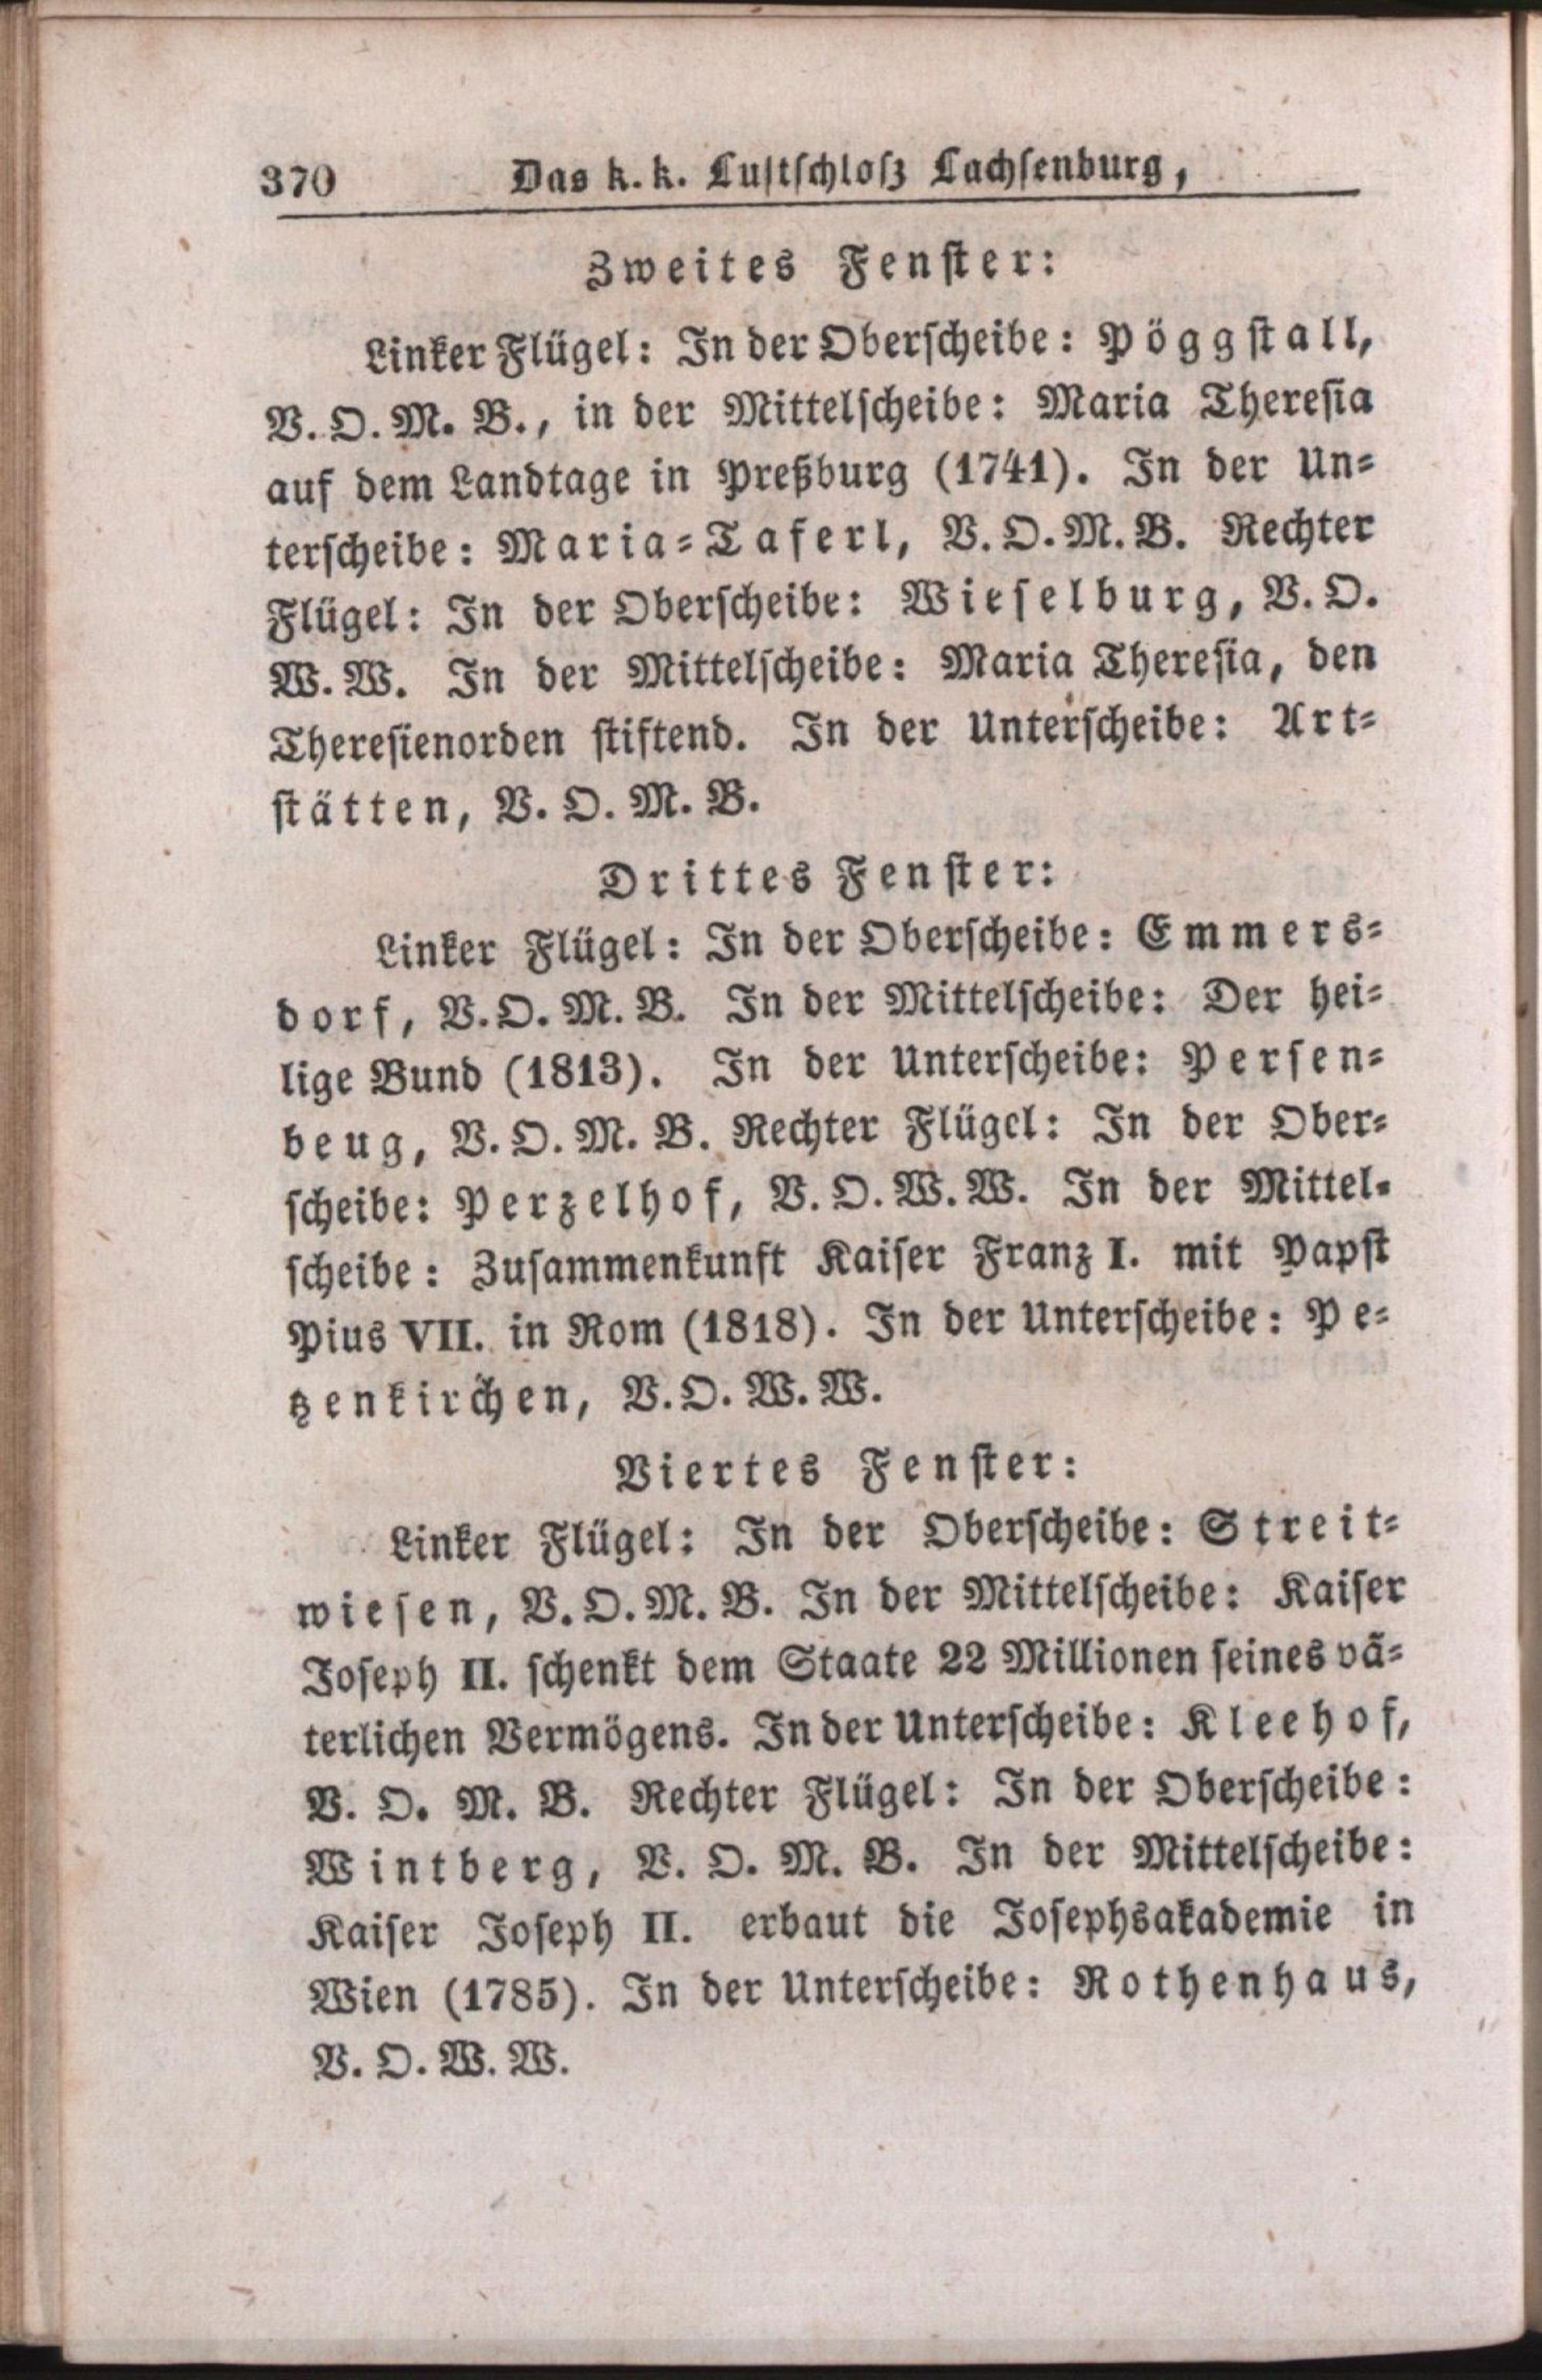 370 Das k. k. Lustschloß Lachsenburg,
Zweites Fenster:
Linker Flügel: In der Oberscheibe: Pöggstall,
V. O. M. B., in der Mittelscheibe: Maria Theresia
auf dem Landtage in Preßburg (1741). In der Un-
terscheibe: Maria-Taferl, V. O. M. B. Rechter
Flügel: In der Oberscheibe: Wieselburg, V. O.
W. W. In der Mittelscheibe: Maria Theresia, den
Theresienorden stiftend. In der Unterscheibe: Art-
stätten, V. O. M. B.
Drittes Fenster:
Linker Flügel: In der Oberscheibe: Emmers-
dorf, V. O. M. B. In der Mittelscheibe: Der hei-
lige Bund (1813). In der Unterscheibe: Persen-
beug, V. O. M. B. Rechter Flügel: In der Ober-
scheibe: Perzelhof, V. O. W. W. In der Mittel-
scheibe: Zusammenkunft Kaiser Franz I. mit Papst
Pius VII. in Rom (1818). In der Unterscheibe: Pe-
tzenkirchen, V. O. W. W.
Viertes Fenster:
Linker Flügel: In der Oberscheibe: Streit-
wiesen, V. O. M. B. In der Mittelscheibe: Kaiser
Joseph II. schenkt dem Staate 22 Millionen seines vä-
terlichen Vermögens. In der Unterscheibe: Kleehof,
V. O. M. B. Rechter Flügel: In der Oberscheibe:
Wintberg, V. O. M. B. In der Mittelscheibe:
Kaiser Joseph II. erbaut die Josephsakademie in
Wien (1785). In der Unterscheibe: Rothenhaus,
V. O. W. W.